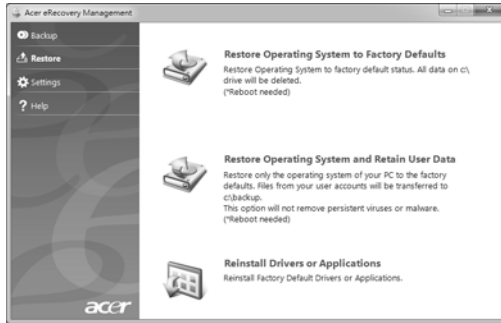 Acer eRecovery Management
Backup
Restore
Settings
Help
Restore Operating System to Factory Defaults
Restore Operating System to factory default status. All data on c:\
drive will be deleted.
(*Reboot needed)
Restore Operating System and Retain User Data
Restore only the operating system of your PC to the factory
defaults. Files from your user accounts will be transferred to
c:\backup.
This option will not remove persistent viruses or malware.
(*Reboot needed)
Reinstall Drivers or Applications
Reinstall Factory Default Drivers or Applications.
acer